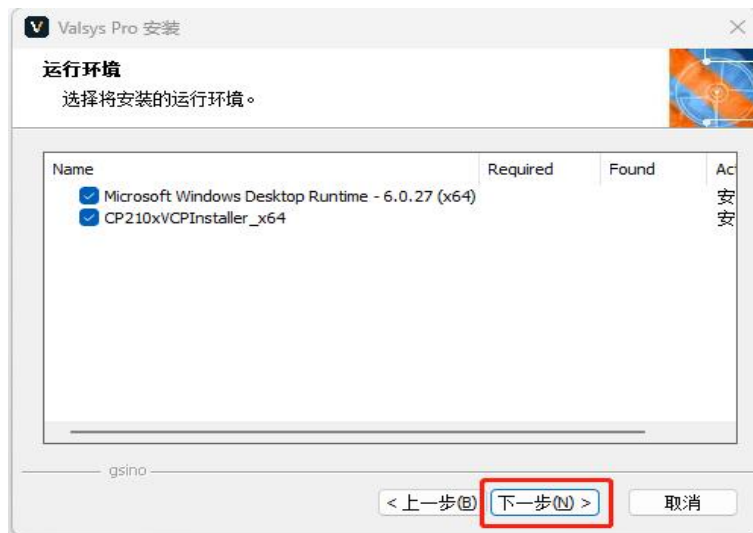 Valsys Pro 安装
运行环境
选择将安装的运行环境。
Name Required Found Act
Microsoft Windows Desktop Runtime - 6.0.27 (x64) 安
CP210xVCPInstaller_x64 安
gsino
< 上一步(B) 下一步(N) > 取消